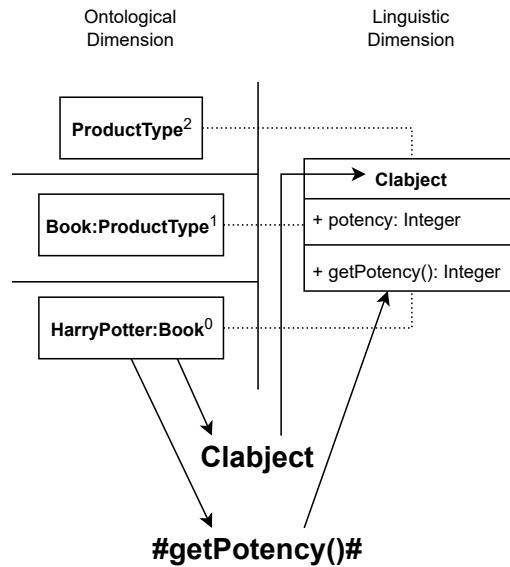 Ontological
Dimension
Linguistic
Dimension
ProductType²
Clabject
Book:ProductType¹
+ potency: Integer
+ getPotency(): Integer
HarryPotter:Book⁰
Clabject
#getPotency()#